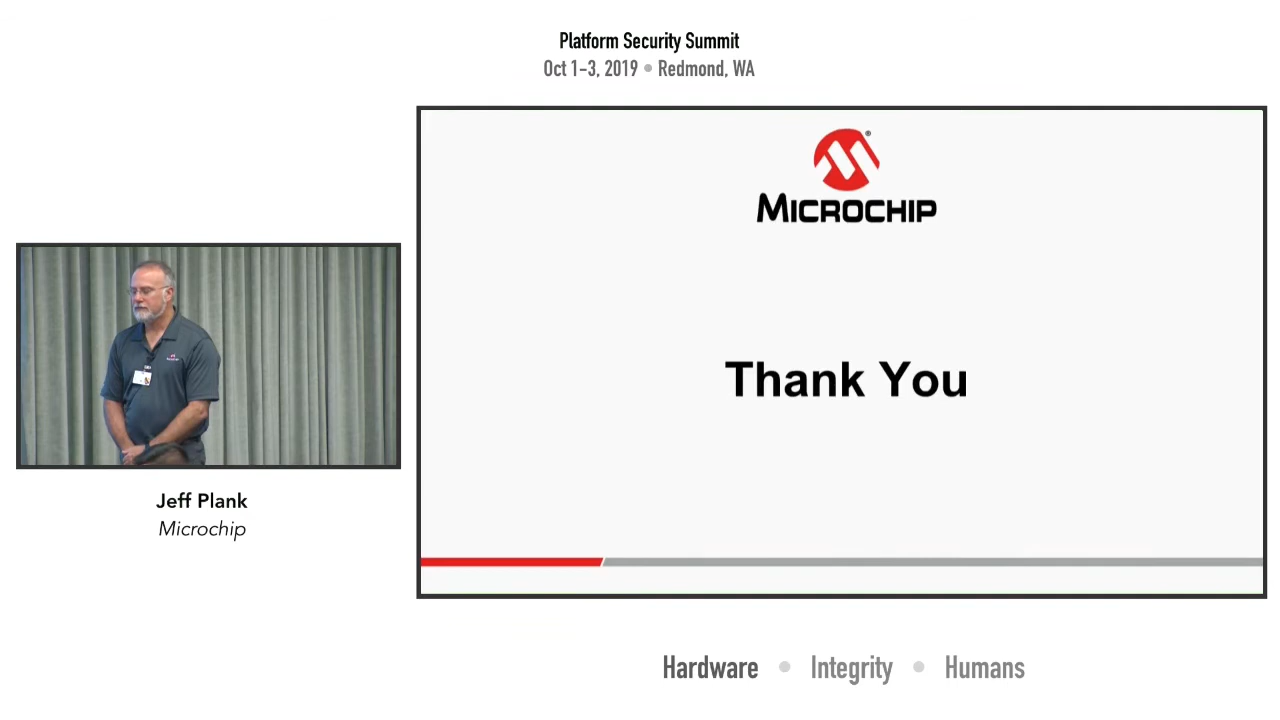 Platform Security Summit
Oct 1-3, 2019 • Redmond, WA
MICROCHIP
Thank You
Jeff Plank
Microchip
Hardware • Integrity • Humans